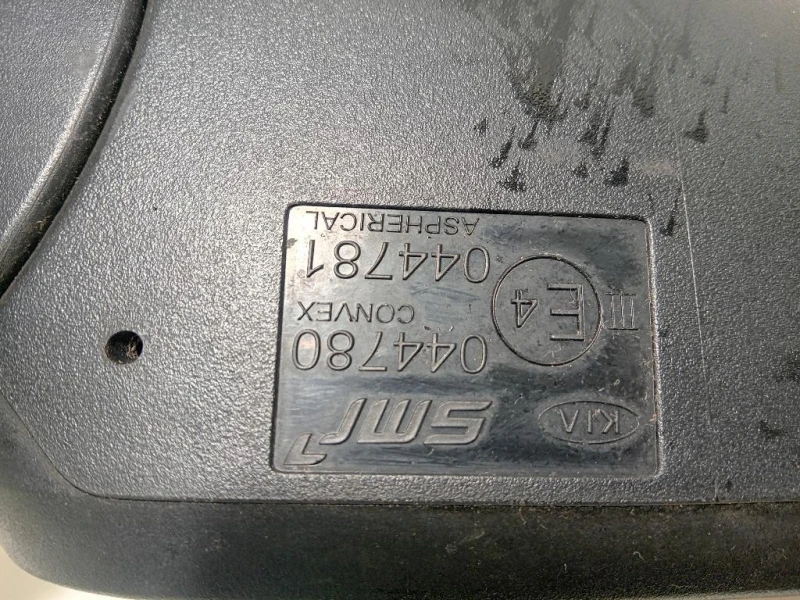 KIA SMR
III E4 044780
CONVEX
044781
ASPHERICAL